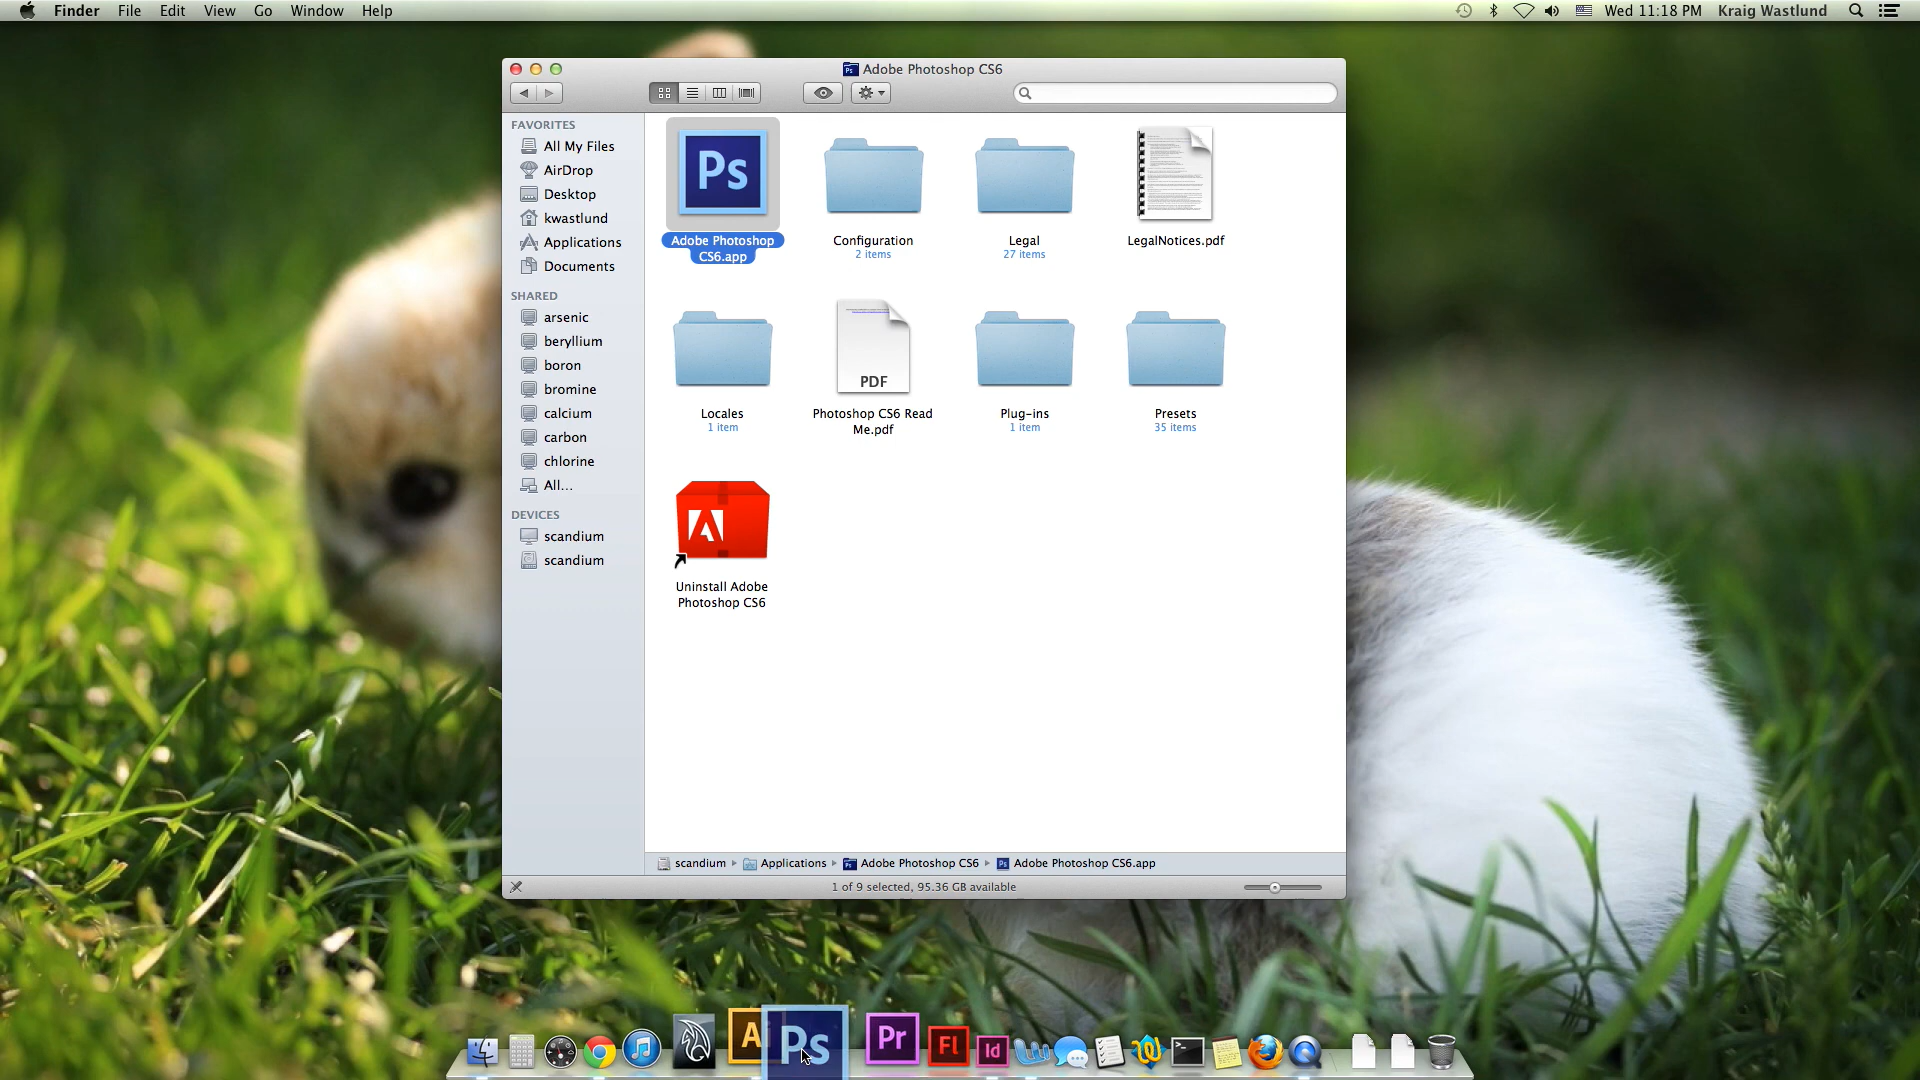 Finder File Edit View Go Window Help
Wed 11:18 PM Kraig Wastlund
Adobe Photoshop CS6
FAVORITES
All My Files
AirDrop
Desktop
kwastlund
Applications
Documents
SHARED
arsenic
beryllium
boron
bromine
calcium
carbon
chlorine
All...
DEVICES
scandium
scandium
Ps
Adobe Photoshop
CS6.app
Configuration
2 items
Legal
27 items
LegalNotices.pdf
Locales
1 item
PDF
Photoshop CS6 Read
Me.pdf
Plug-ins
1 item
Presets
35 items
Uninstall Adobe
Photoshop CS6
scandium Applications Adobe Photoshop CS6 Adobe Photoshop CS6.app
1 of 9 selected, 95.36 GB available
Ps Pr Fl Id